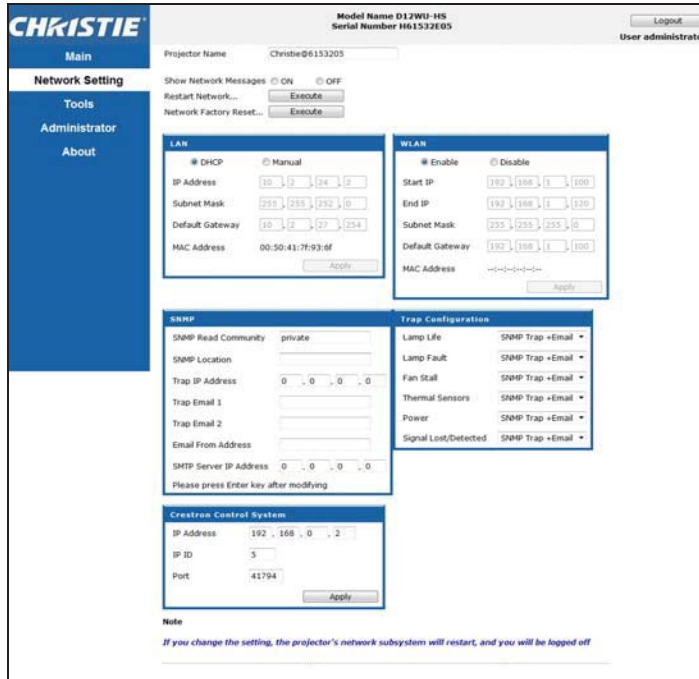 CHRISTIE
Model Name D12WU-HS
Serial Number H61532E05
Logout
User administrato
Main
Network Setting
Tools
Administrator
About
Projector Name Christie@6153205
Show Network Messages ON OFF
Restart Network... Execute
Network Factory Reset... Execute
LAN
DHCP Manual
IP Address 10 . 2 . 24 . 2
Subnet Mask 255 . 255 . 252 . 0
Default Gateway 10 . 2 . 27 . 254
MAC Address 00:50:41:7f:93:6f
Apply
WLAN
Enable Disable
Start IP 192 . 168 . 1 . 100
End IP 192 . 168 . 1 . 120
Subnet Mask 255 . 255 . 255 . 0
Default Gateway 192 . 168 . 1 . 100
MAC Address --:--:--:--:--:--
Apply
SNMP
SNMP Read Community private
SNMP Location
Trap IP Address 0 . 0 . 0 . 0
Trap Email 1
Trap Email 2
Email From Address
SMTP Server IP Address 0 . 0 . 0 . 0
Please press Enter key after modifying
Trap Configuration
Lamp Life SNMP Trap +Email
Lamp Fault SNMP Trap +Email
Fan Stall SNMP Trap +Email
Thermal Sensors SNMP Trap +Email
Power SNMP Trap +Email
Signal Lost/Detected SNMP Trap +Email
Crestron Control System
IP Address 192 . 168 . 0 . 2
IP ID 5
Port 41794
Apply
Note
If you change the setting, the projector's network subsystem will restart, and you will be logged off